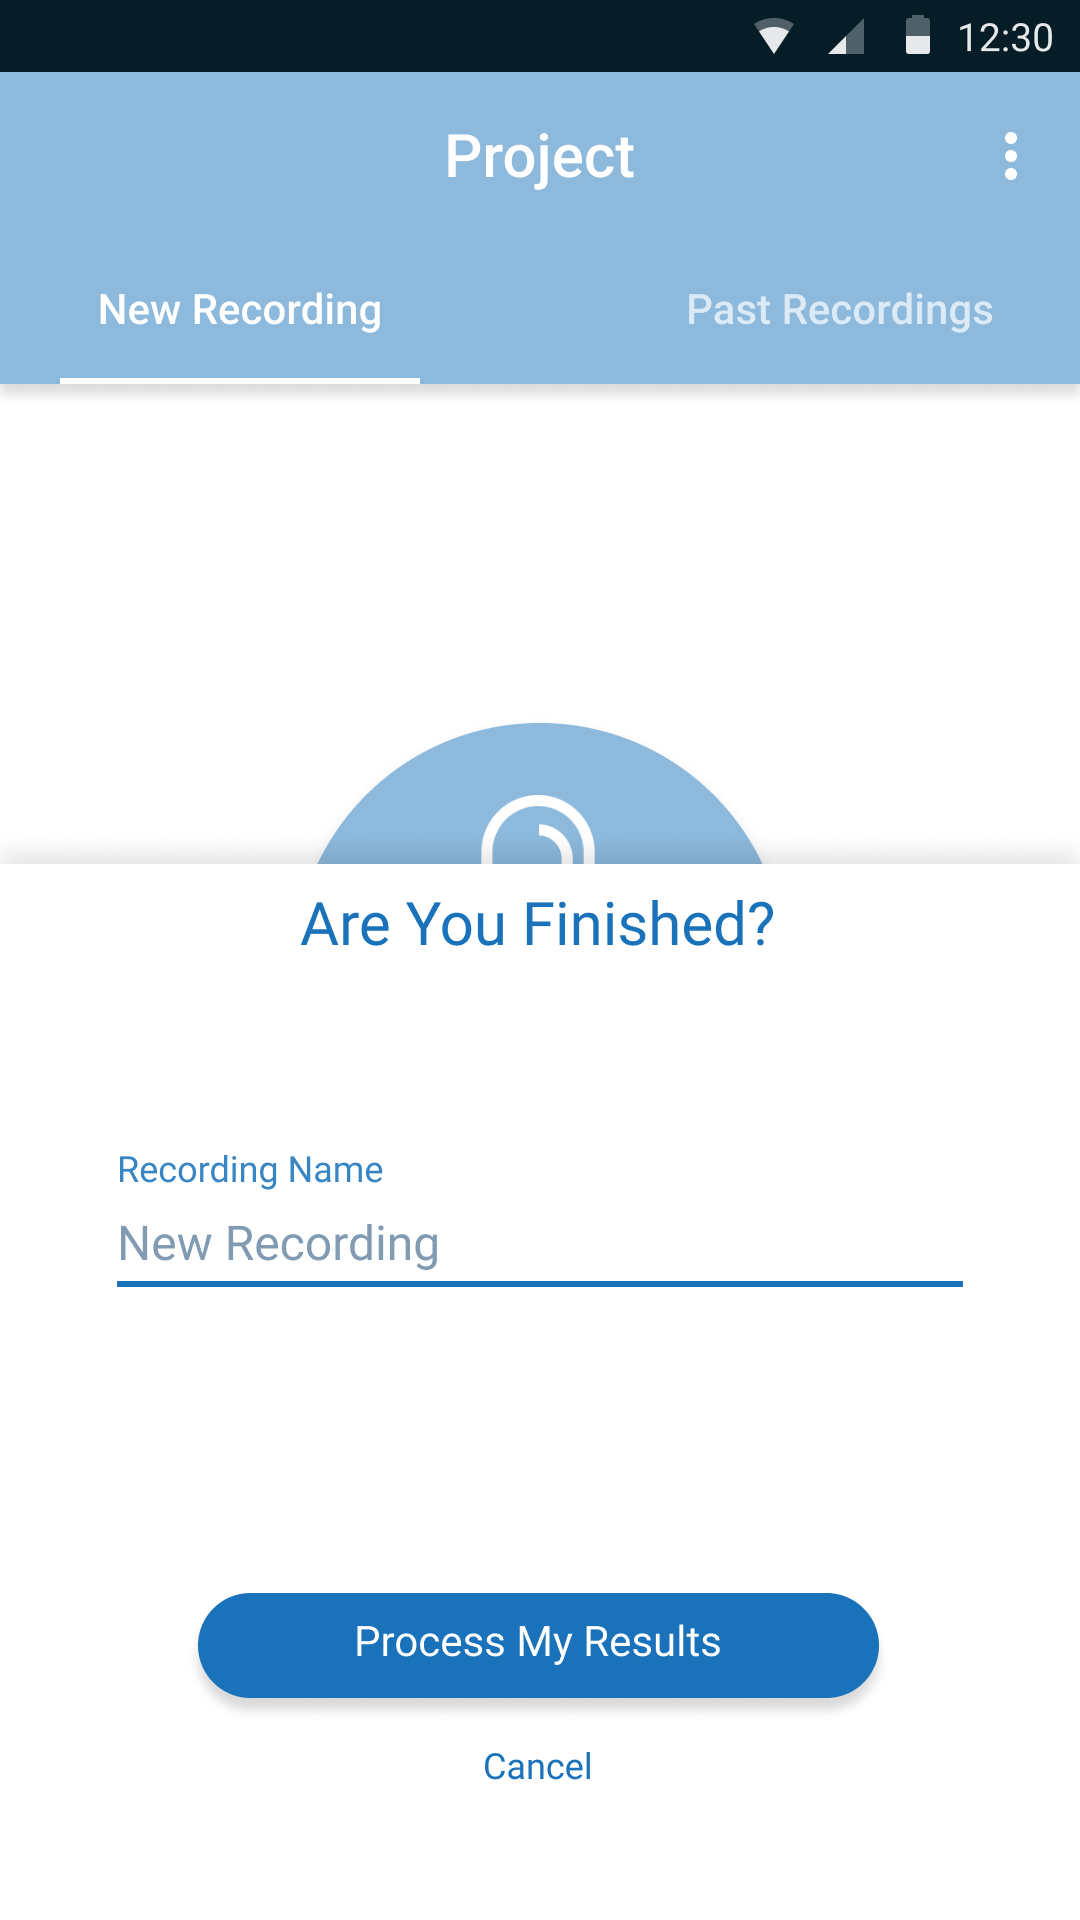 12:30
Project
New Recording
Past Recordings
Are You Finished?
Recording Name
New Recording
Process My Results
Cancel